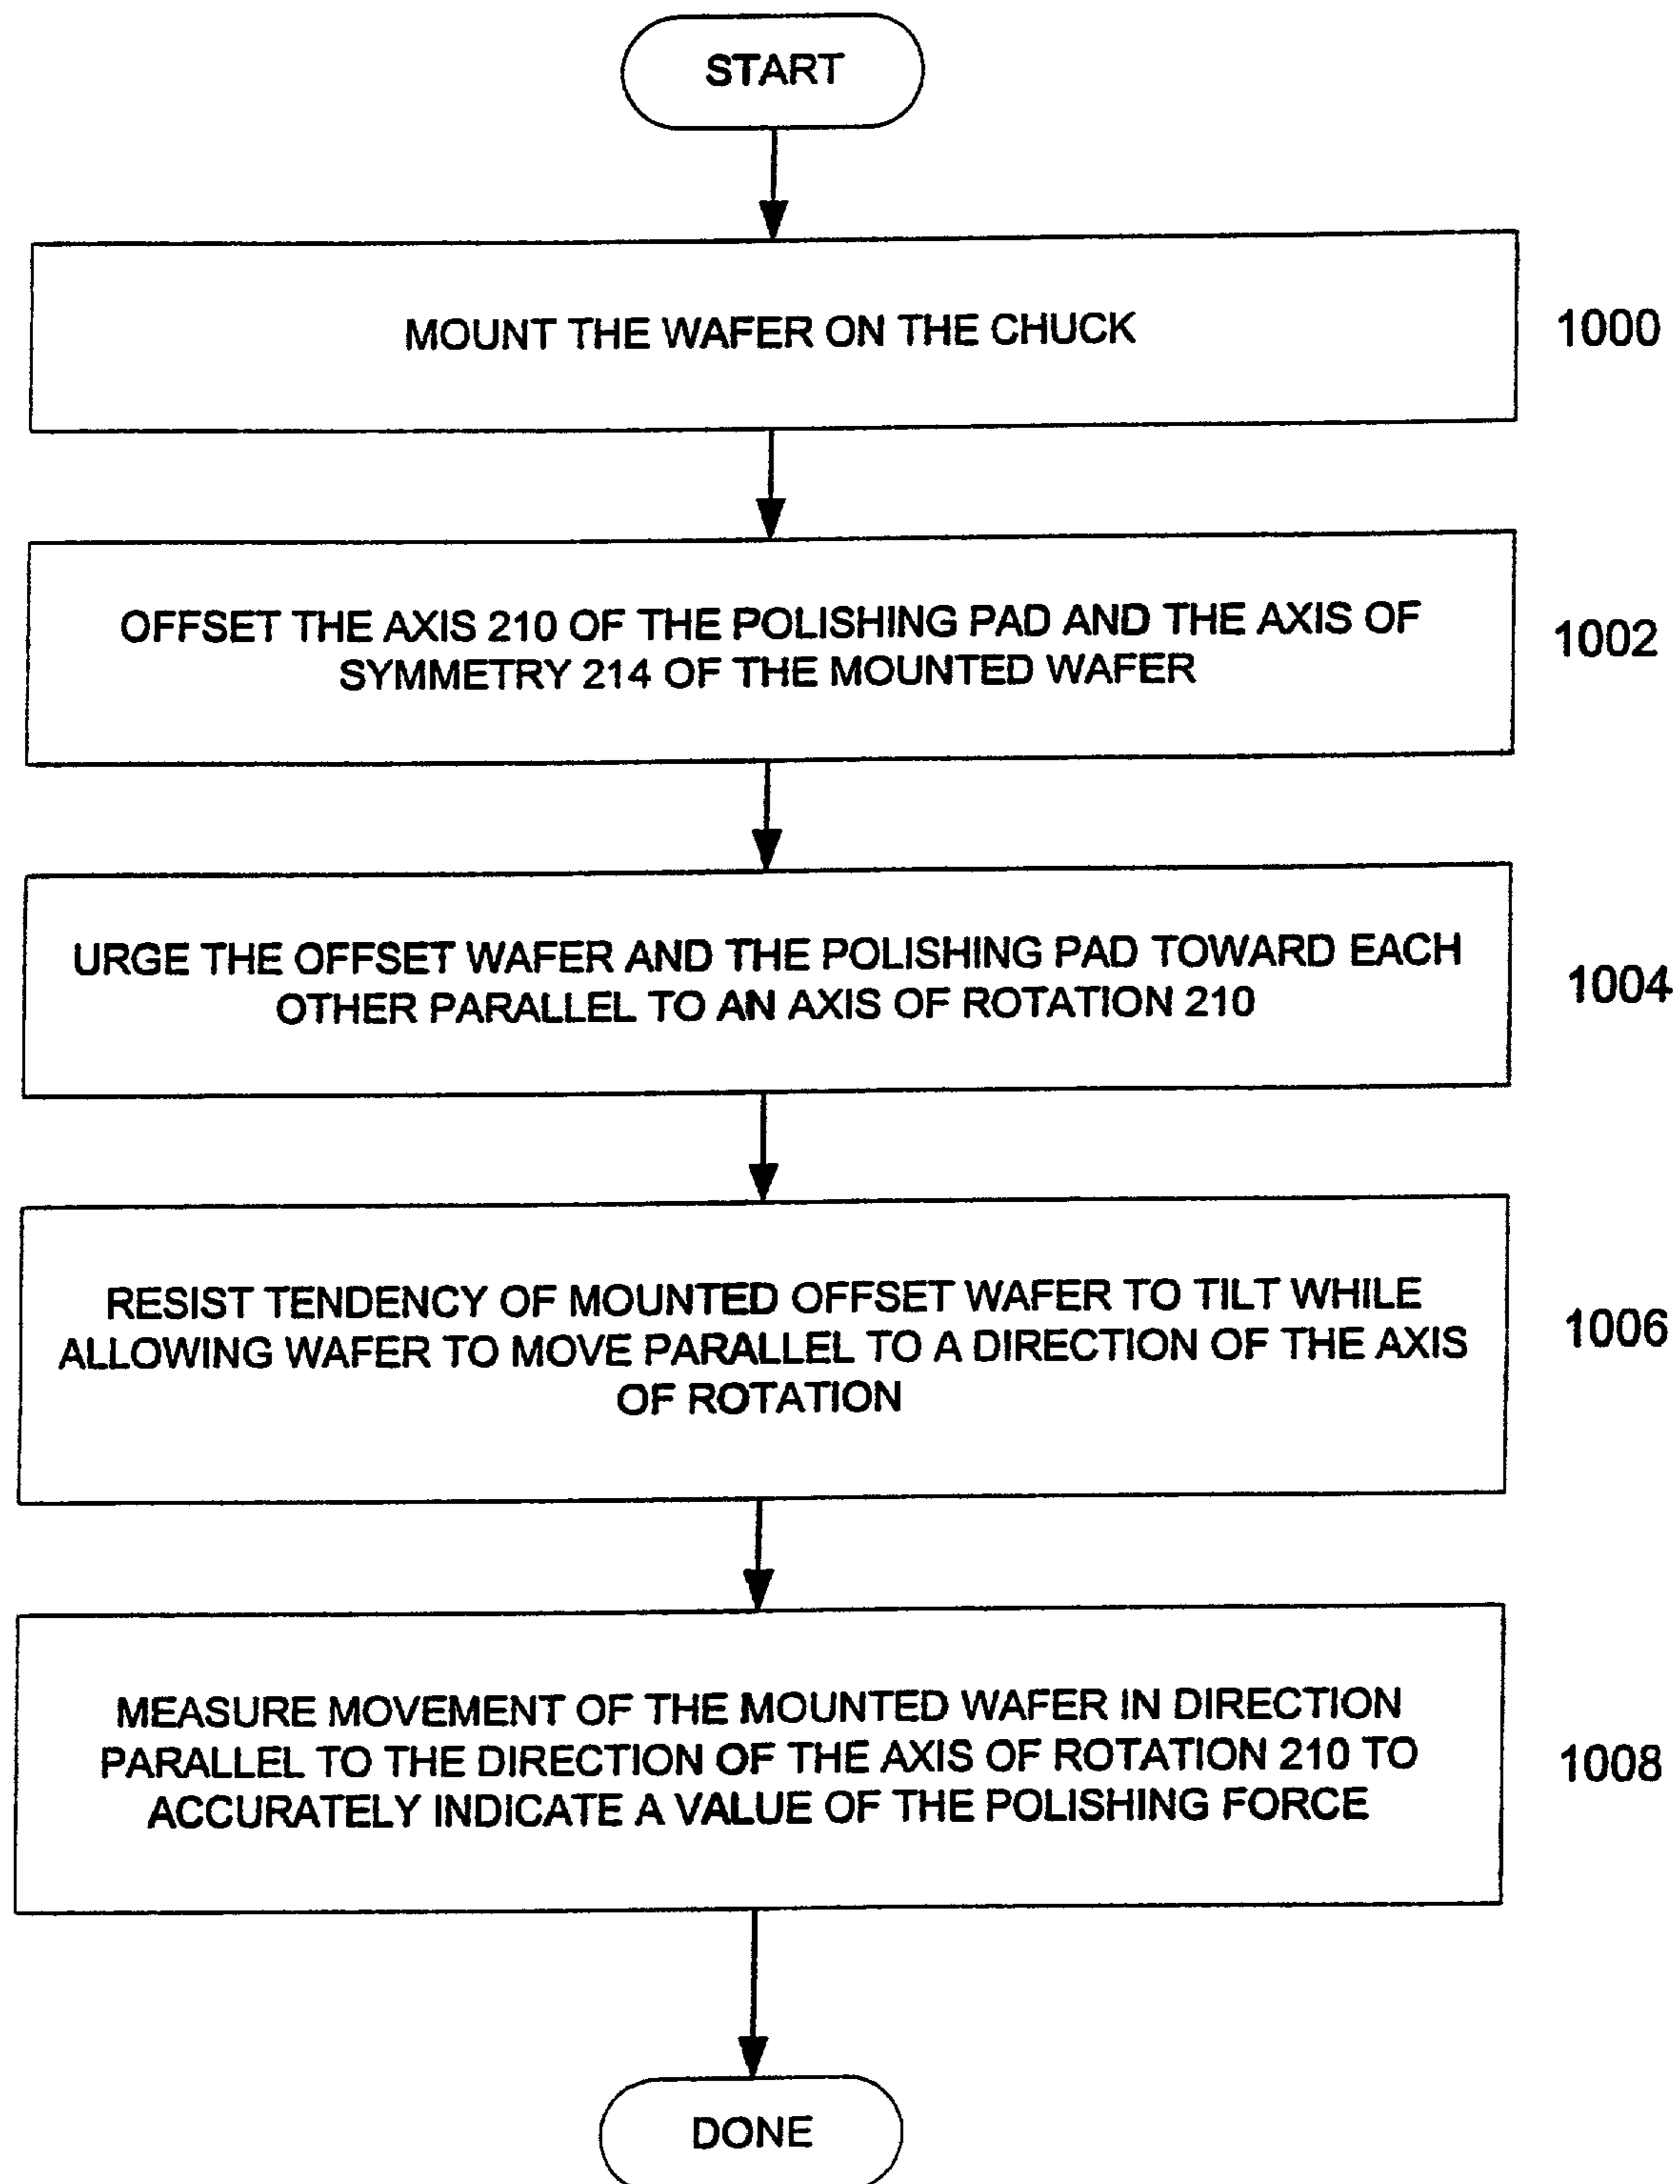 START
MOUNT THE WAFER ON THE CHUCK
1000
OFFSET THE AXIS 210 OF THE POLISHING PAD AND THE AXIS OF
SYMMETRY 214 OF THE MOUNTED WAFER
1002
URGE THE OFFSET WAFER AND THE POLISHING PAD TOWARD EACH
OTHER PARALLEL TO AN AXIS OF ROTATION 210
1004
RESIST TENDENCY OF MOUNTED OFFSET WAFER TO TILT WHILE
ALLOWING WAFER TO MOVE PARALLEL TO A DIRECTION OF THE AXIS
OF ROTATION
1006
MEASURE MOVEMENT OF THE MOUNTED WAFER IN DIRECTION
PARALLEL TO THE DIRECTION OF THE AXIS OF ROTATION 210 TO
ACCURATELY INDICATE A VALUE OF THE POLISHING FORCE
1008
DONE